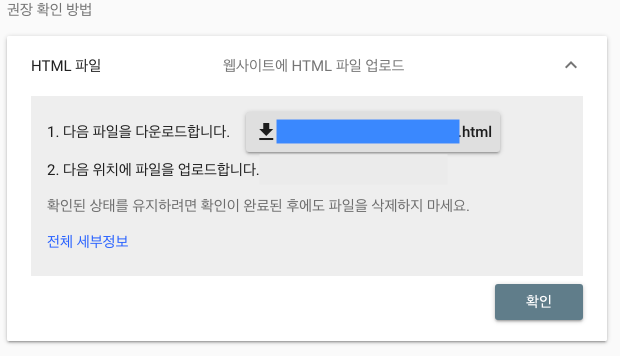 권장 확인 방법
HTML 파일 웹사이트에 HTML 파일 업로드
1. 다음 파일을 다운로드합니다. .html
2. 다음 위치에 파일을 업로드합니다.
확인된 상태를 유지하려면 확인이 완료된 후에도 파일을 삭제하지 마세요.
전체 세부정보
확인